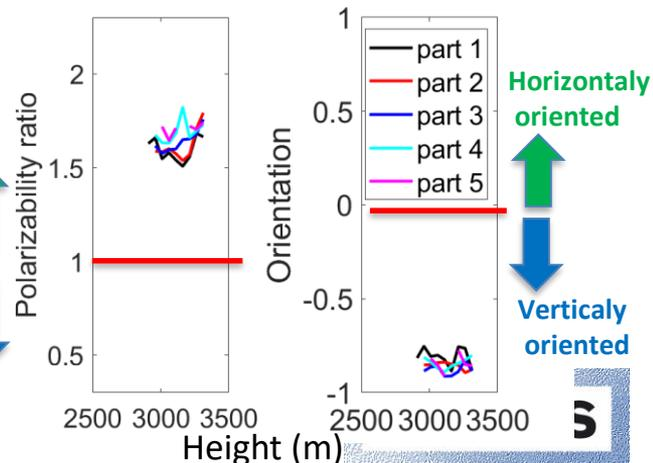 Polarizability ratio
2
1.5
1
0.5
2500 3000 3500
Orientation
1
0.5
0
-0.5
-1
part 1
part 2
part 3
part 4
part 5
2500 3000 3500
Height (m)
Horizontaly
oriented
Verticaly
oriented
s